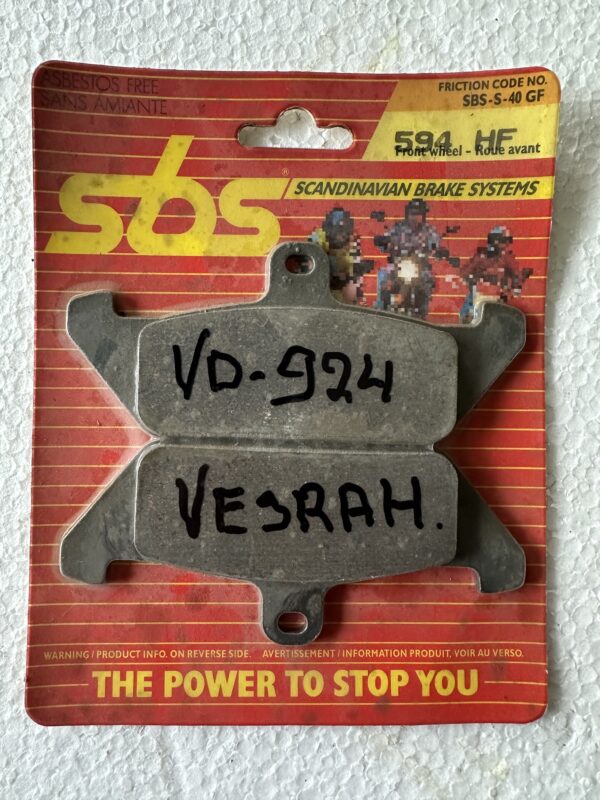 ASBESTOS FREE
SANS AMIANTE
FRICTION CODE NO.
SBS-S-40 GF
594 HF
Front wheel - Roue avant
sbs®
SCANDINAVIAN BRAKE SYSTEMS
VD-924
VESRAH.
WARNING / PRODUCT INFO. ON REVERSE SIDE. AVERTISSEMENT / INFORMATION PRODUIT, VOIR AU VERSO.
THE POWER TO STOP YOU